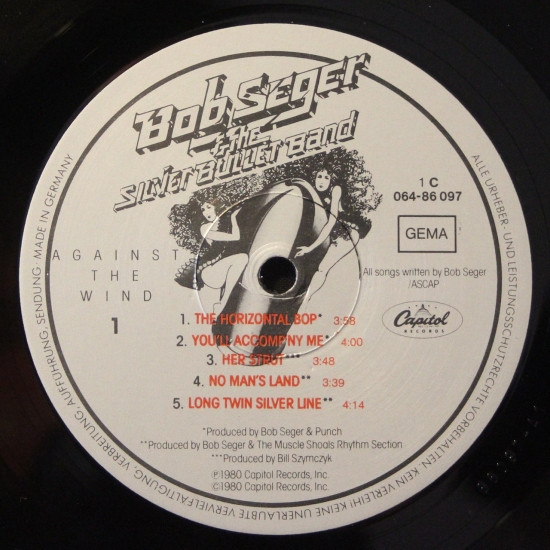 Bob Seger
& the
Silver Bullet Band
1 C
064-86 097
GEMA
AGAINST
THE
WIND
1
All songs written by Bob Seger
/ASCAP
Capitol
RECORDS
1. THE HORIZONTAL BOP* 3:58
2. YOU'LL ACCOMP'NY ME** 4:00
3. HER STRUT*** 3:48
4. NO MAN'S LAND** 3:39
5. LONG TWIN SILVER LINE** 4:14
*Produced by Bob Seger & Punch
**Produced by Bob Seger & The Muscle Shoals Rhythm Section
***Produced by Bill Szymczyk
℗1980 Capitol Records, Inc.
©1980 Capitol Records, Inc.
ALLE URHEBER- UND LEISTUNGSSCHUTZRECHTE VORBEHALTEN. KEIN VERLEIH! KEINE UNERLAUBTE VERVIELFÄLTIGUNG, VERBREITUNG, AUFFÜHRUNG, SENDUNG · MADE IN GERMANY